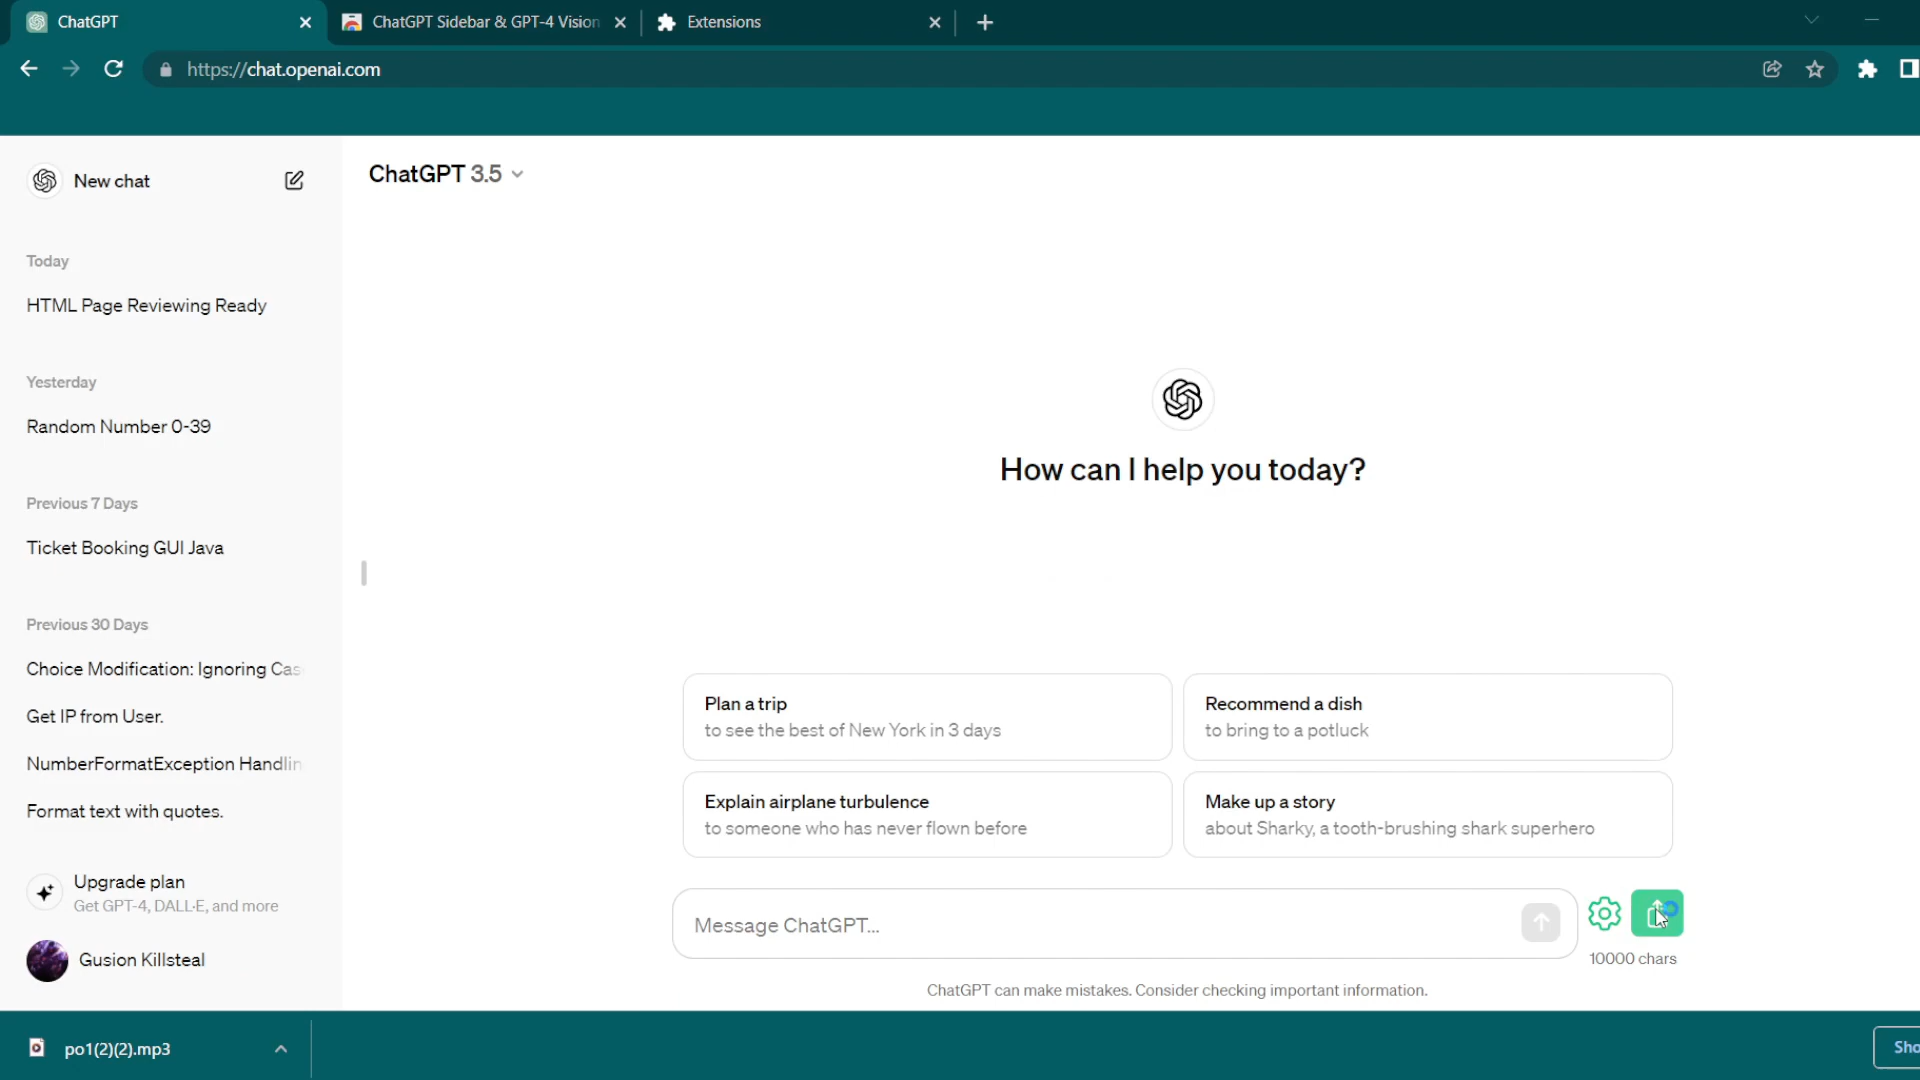 ChatGPT
ChatGPT Sidebar & GPT-4 Vision
Extensions
https://chat.openai.com
New chat
ChatGPT 3.5
Today
HTML Page Reviewing Ready
Yesterday
Random Number 0-39
Previous 7 Days
Ticket Booking GUI Java
Previous 30 Days
Choice Modification: Ignoring Cas
Get IP from User.
NumberFormatException Handlin
Format text with quotes.
Upgrade plan
Get GPT-4, DALL·E, and more
Gusion Killsteal
How can I help you today?
Plan a trip
to see the best of New York in 3 days
Recommend a dish
to bring to a potluck
Explain airplane turbulence
to someone who has never flown before
Make up a story
about Sharky, a tooth-brushing shark superhero
Message ChatGPT...
10000 chars
ChatGPT can make mistakes. Consider checking important information.
po1(2)(2).mp3
Sho